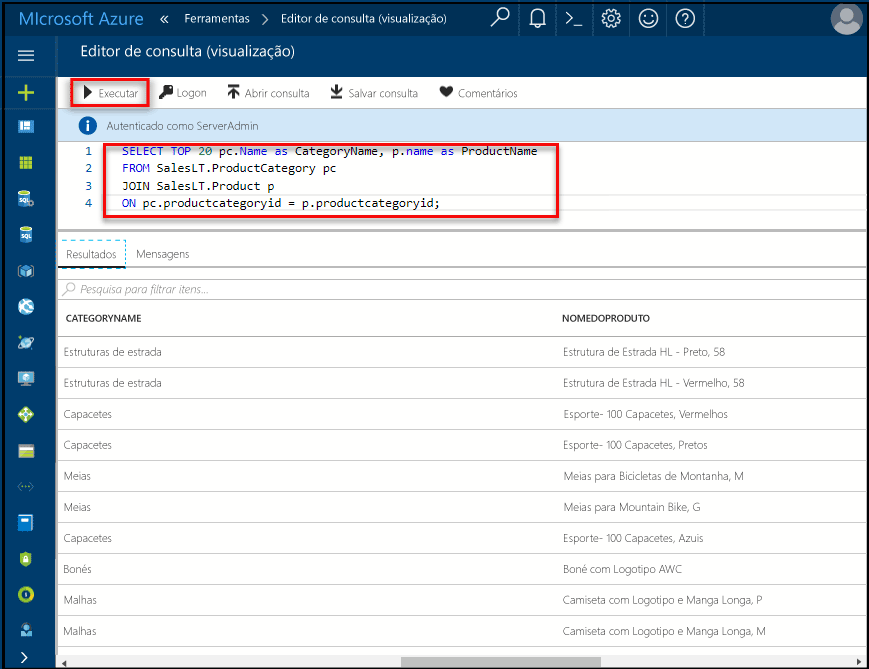 MIcrosoft Azure « Ferramentas > Editor de consulta (visualização)
Editor de consulta (visualização)
Executar Logon Abrir consulta Salvar consulta Comentários
Autenticado como ServerAdmin
1 SELECT TOP 20 pc.Name as CategoryName, p.name as ProductName
2 FROM SalesLT.ProductCategory pc
3 JOIN SalesLT.Product p
4 ON pc.productcategoryid = p.productcategoryid;
Resultados Mensagens
Pesquisa para filtrar itens...
CATEGORYNAME NOMEDOPRODUTO
Estruturas de estrada Estrutura de Estrada HL - Preto, 58
Estruturas de estrada Estrutura de Estrada HL - Vermelho, 58
Capacetes Esporte- 100 Capacetes, Vermelhos
Capacetes Esporte- 100 Capacetes, Pretos
Meias Meias para Bicicletas de Montanha, M
Meias Meias para Mountain Bike, G
Capacetes Esporte- 100 Capacetes, Azuis
Bonés Boné com Logotipo AWC
Malhas Camiseta com Logotipo e Manga Longa, P
Malhas Camiseta com Logotipo e Manga Longa, M